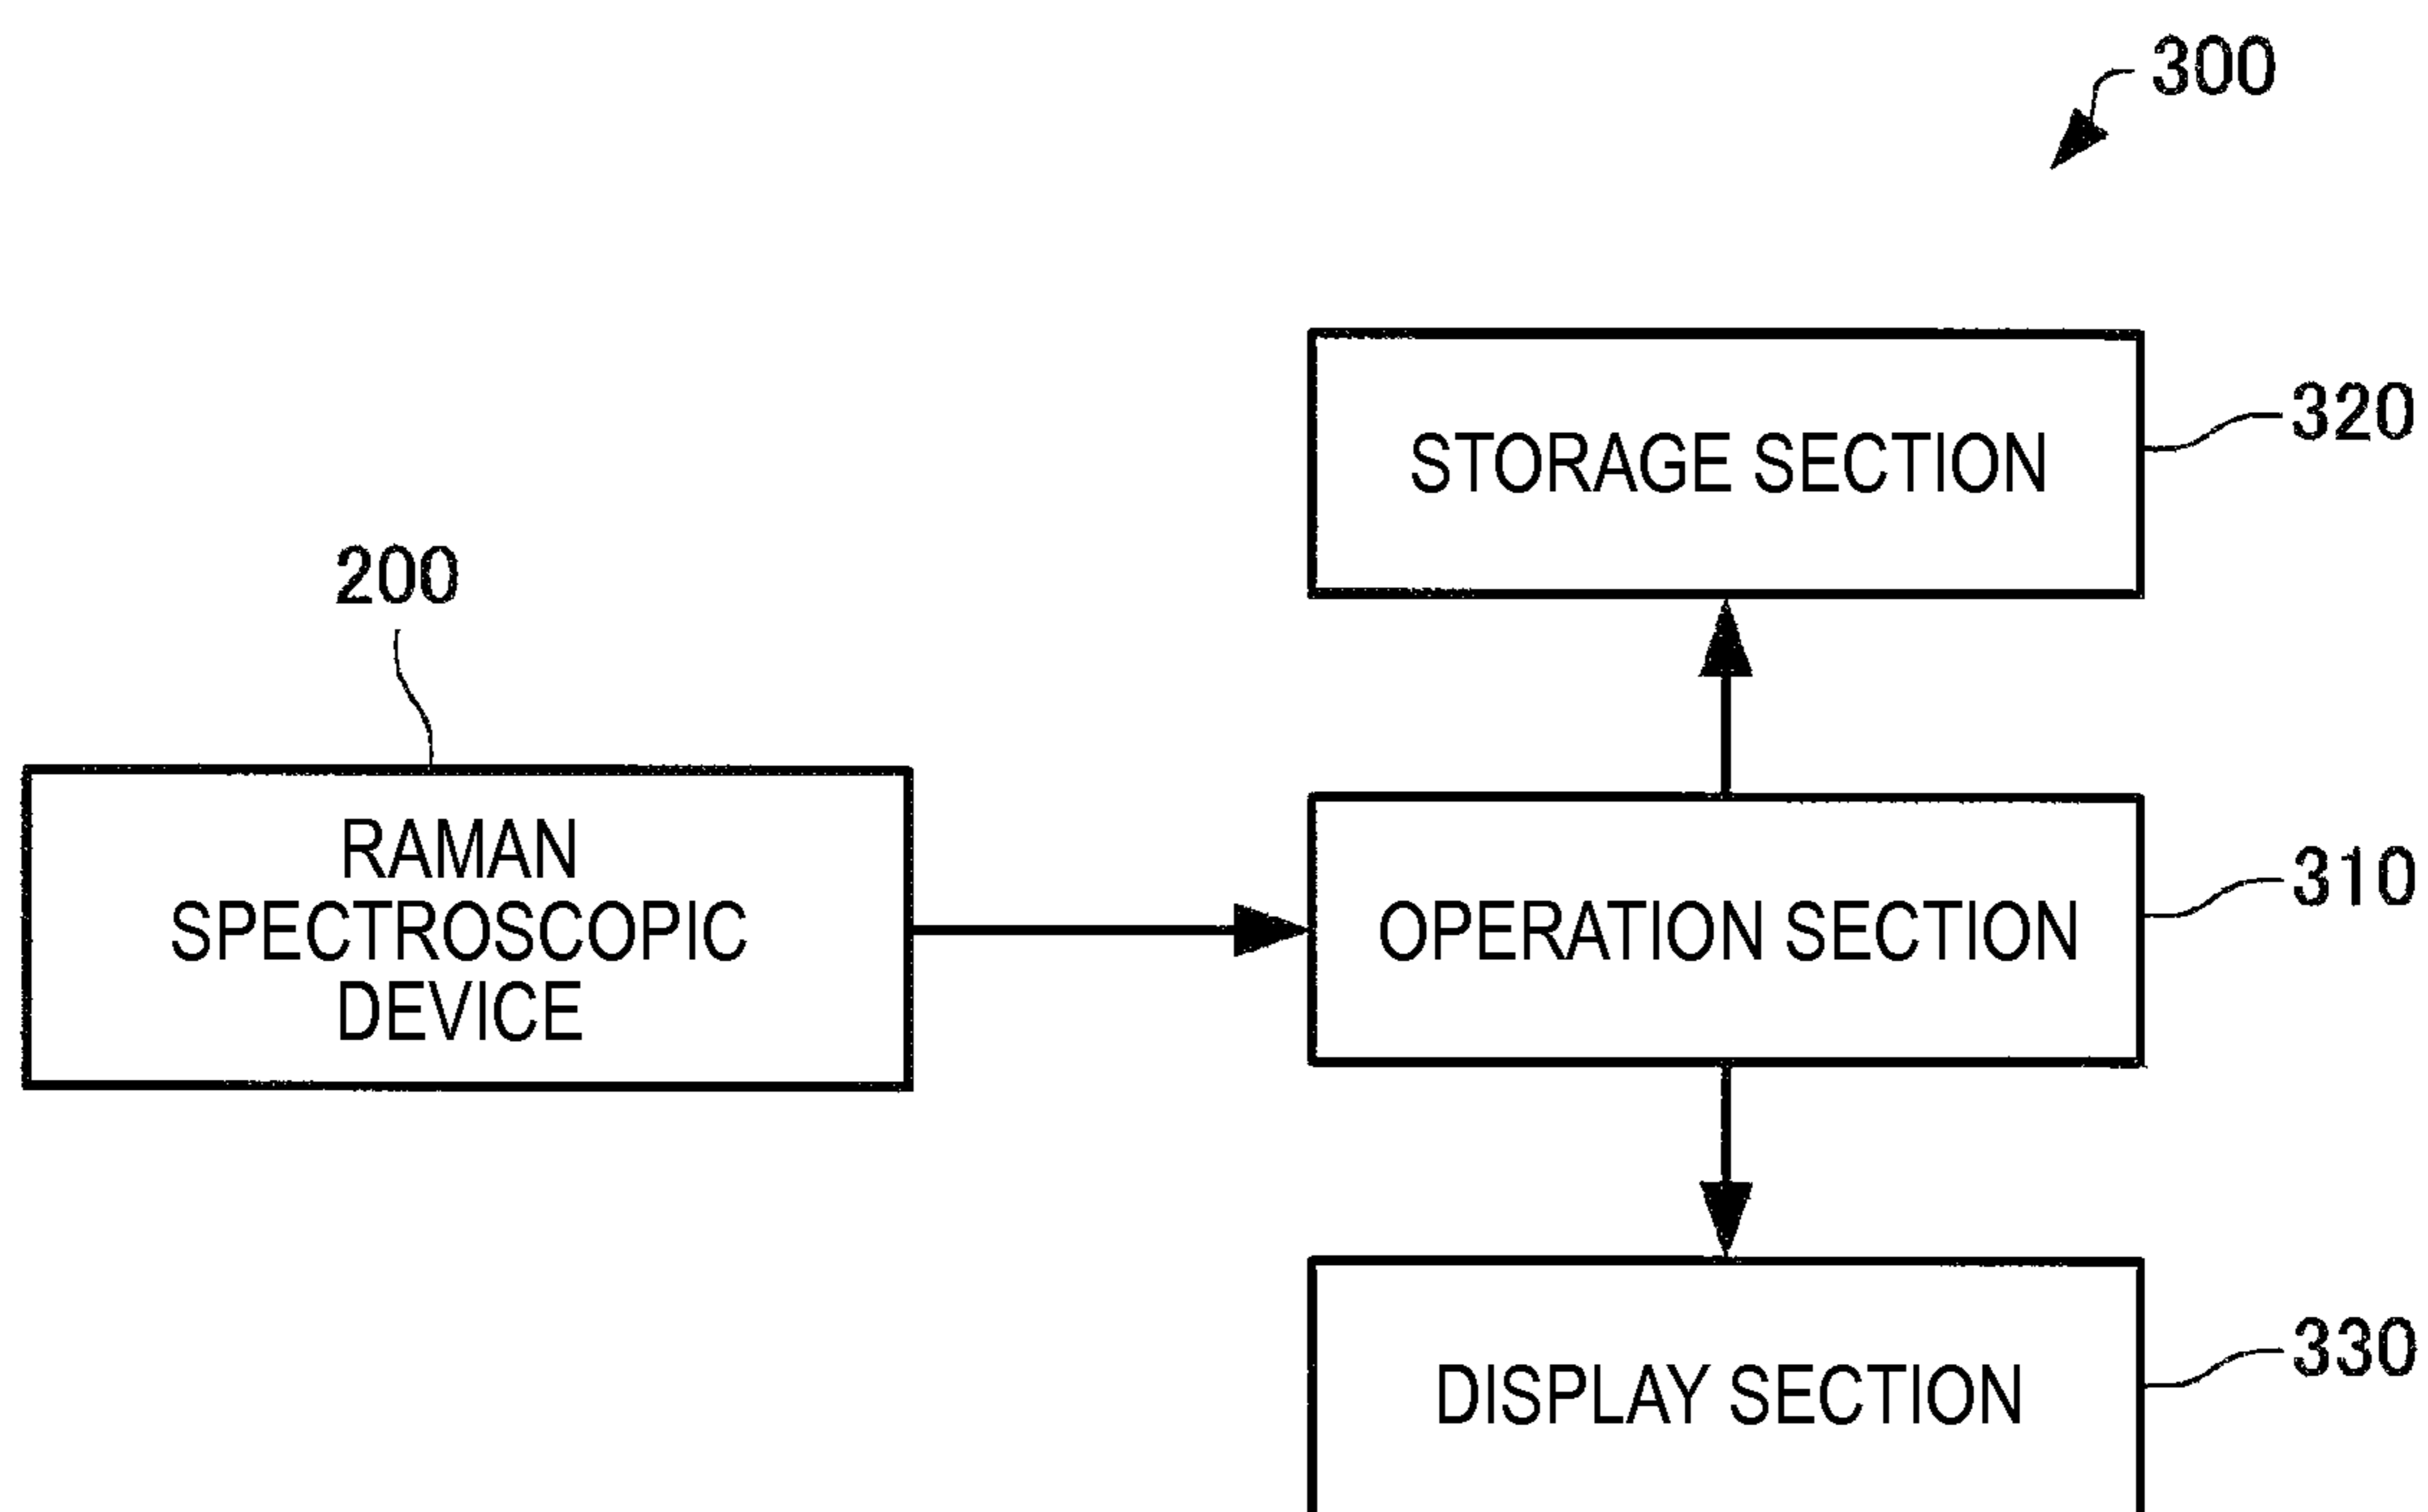 300
STORAGE SECTION
320
200
RAMAN
SPECTROSCOPIC
DEVICE
OPERATION SECTION
310
DISPLAY SECTION
330